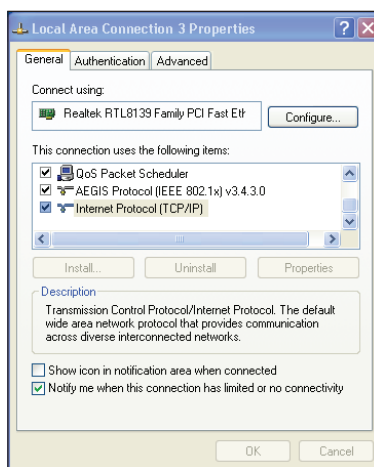 Local Area Connection 3 Properties
General Authentication Advanced
Connect using:
Realtek RTL8139 Family PCI Fast Eth
Configure...
This connection uses the following items:
QoS Packet Scheduler
AEGIS Protocol (IEEE 802.1x) v3.4.3.0
Internet Protocol (TCP/IP)
Install... Uninstall Properties
Description
Transmission Control Protocol/Internet Protocol. The default
wide area network protocol that provides communication
across diverse interconnected networks.
Show icon in notification area when connected
Notify me when this connection has limited or no connectivity
OK Cancel